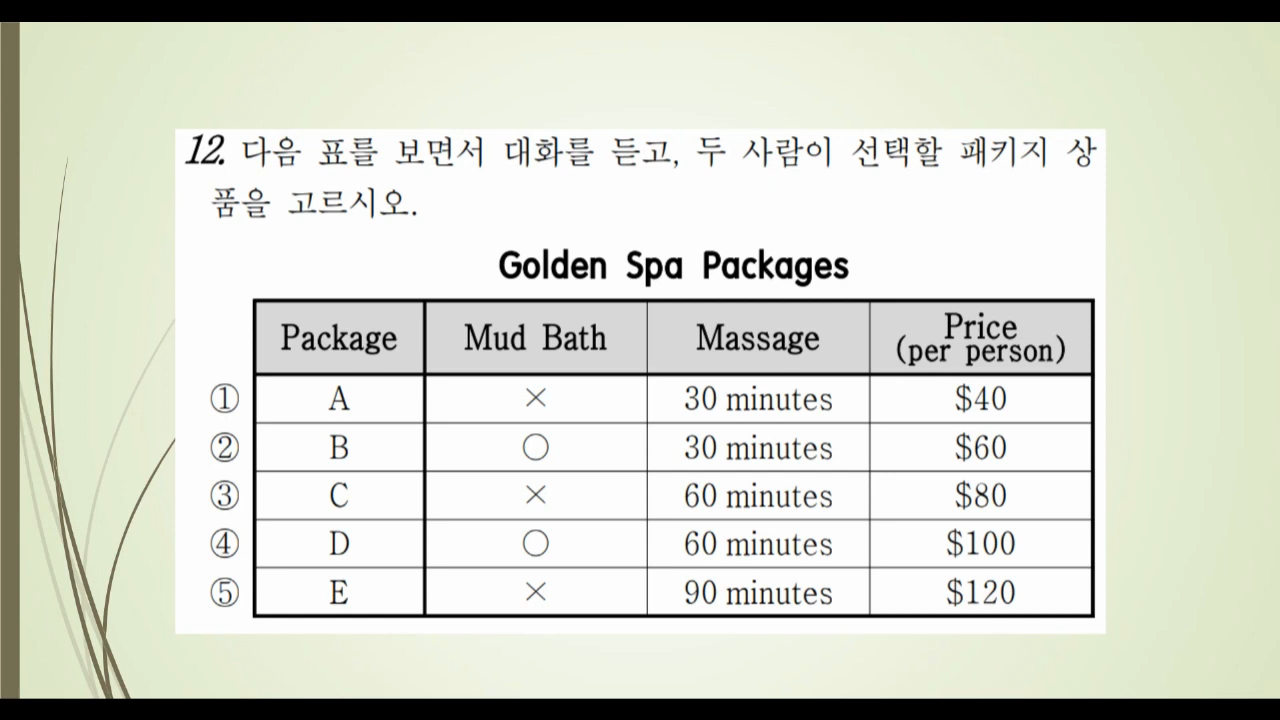 12. 다음 표를 보면서 대화를 듣고, 두 사람이 선택할 패키지 상
품을 고르시오.
Golden Spa Packages
Package Mud Bath Massage Price (per person)
① A × 30 minutes $40
② B ○ 30 minutes $60
③ C × 60 minutes $80
④ D ○ 60 minutes $100
⑤ E × 90 minutes $120